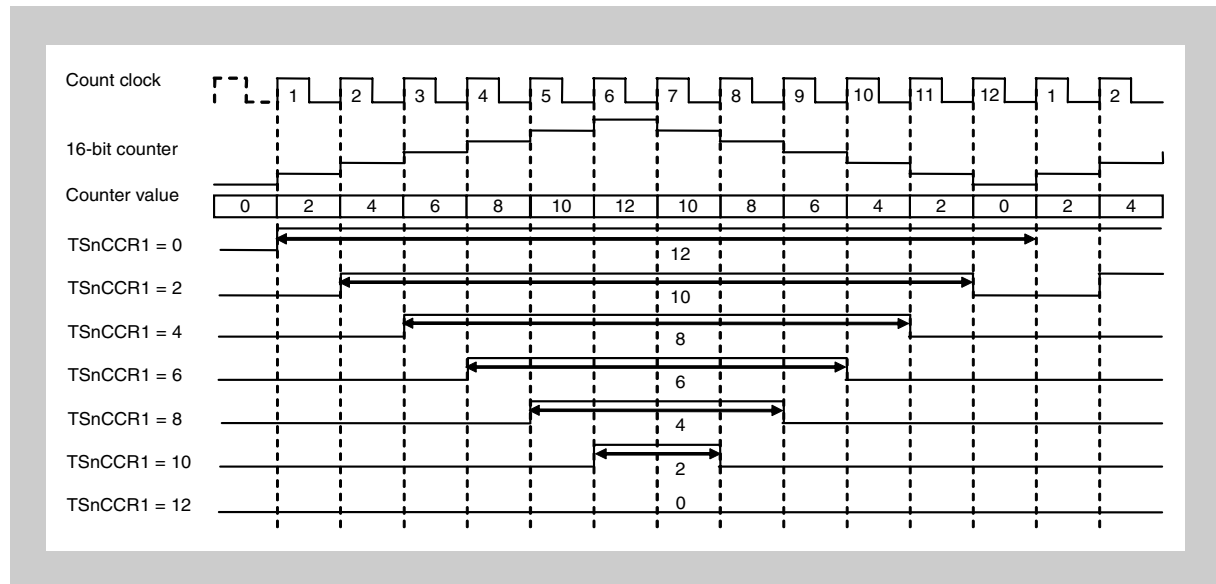 Count clock
1 2 3 4 5 6 7 8 9 10 11 12 1 2
16-bit counter
Counter value
0 2 4 6 8 10 12 10 8 6 4 2 0 2 4
TSnCCR1 = 0
12
TSnCCR1 = 2
10
TSnCCR1 = 4
8
TSnCCR1 = 6
6
TSnCCR1 = 8
4
TSnCCR1 = 10
2
TSnCCR1 = 12
0